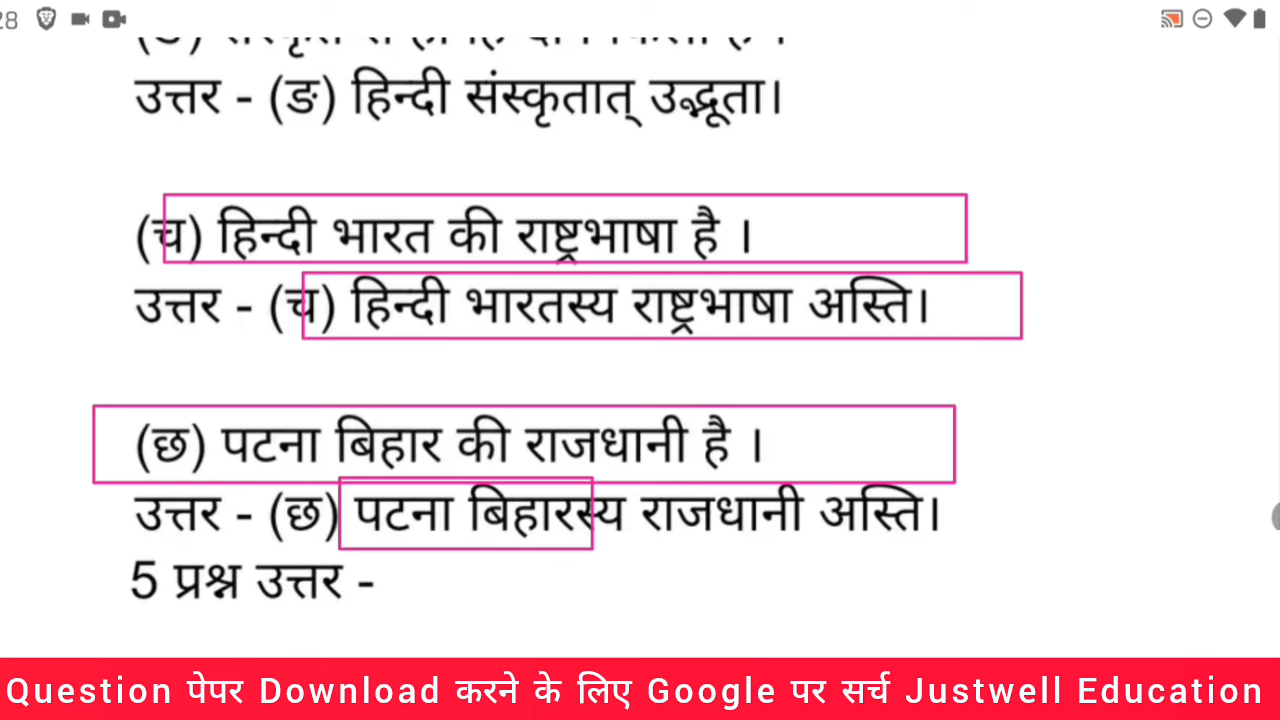 28
उत्तर - (ङ) हिन्दी संस्कृतात् उद्भूता।
(च) हिन्दी भारत की राष्ट्रभाषा है ।
उत्तर - (च) हिन्दी भारतस्य राष्ट्रभाषा अस्ति।
(छ) पटना बिहार की राजधानी है ।
उत्तर - (छ) पटना बिहारस्य राजधानी अस्ति।
5 प्रश्न उत्तर -
Question पेपर Download करने के लिए Google पर सर्च Justwell Education